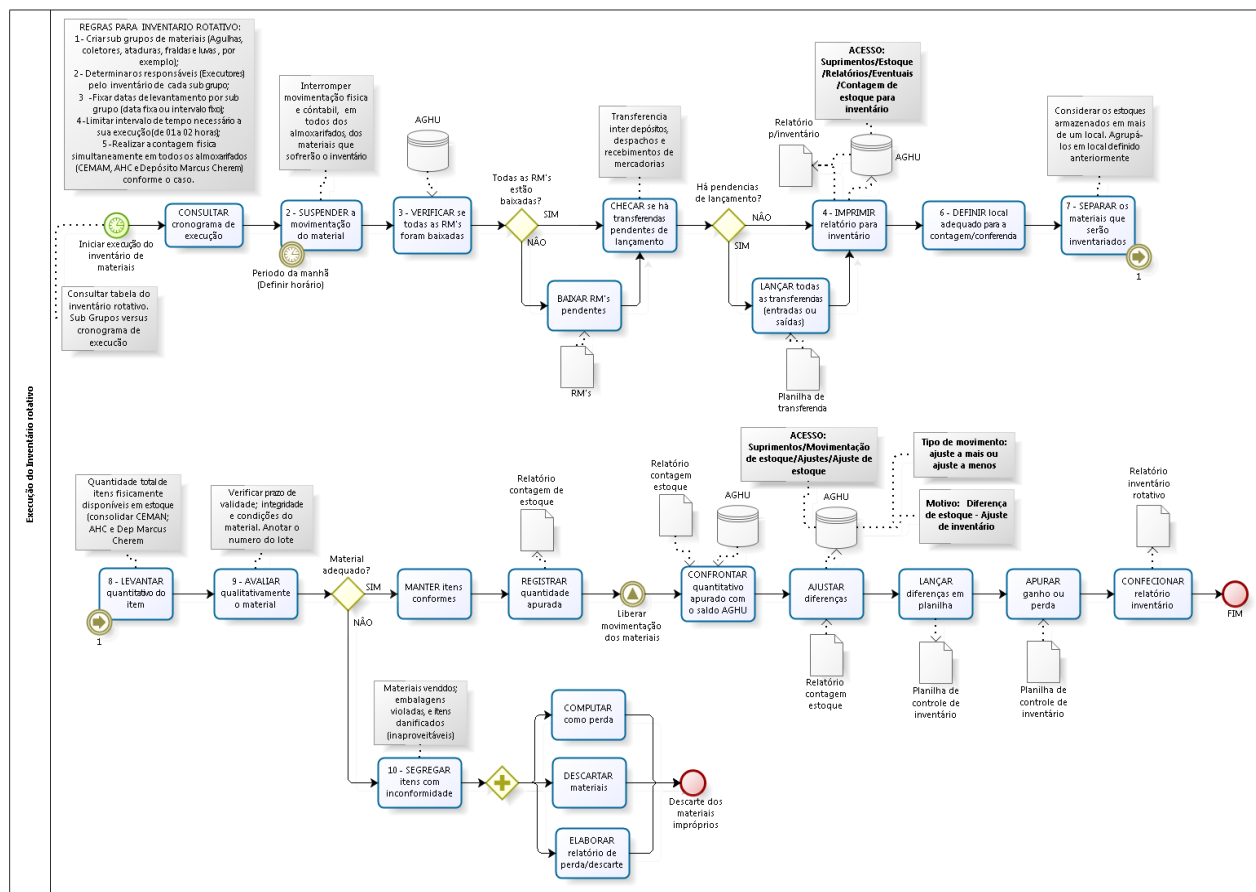 REGRAS PARA INVENTARIO ROTATIVO:
1- Criar sub grupos de materiais (Agulhas,
coletores, ataduras, fraldas e luvas , por
exemplo);
2- Determinar os responsáveis (Executores)
pelo inventário de cada sub grupo;
3 -Fixar datas de levantamento por sub
grupo (data fixa ou intervalo fixo);
4-Limitar intervalo de tempo necessário a
sua execução(de 01 a 02 horas);
5-Realizar a contagem fisica
simultaneamente em todos os almoxarifados
(CEMAM, AHC e Depósito Marcus Cherem)
conforme o caso.
Iniciar execução do
inventário de
materiais
Consultar tabela do
inventário rotativo.
Sub Grupos versus
cronograma de
execucão
CONSULTAR
cronograma de
execução
Interromper
movimentação fisica
e cóntabil, em
todos dos
almoxarifados, dos
materiais que
sofrerão o inventário
2 - SUSPENDER a
movimentação do
material
Periodo da manhã
(Definir horário)
AGHU
3 - VERIFICAR se
todas as RM's
foram baixadas
Todas as RM's
estão
baixadas?
SIM
NÃO
BAIXAR RM's
pendentes
RM's
Transferencia
inter depósitos,
despachos e
recebimentos de
mercadorias
CHECAR se há
transferendas
pendentes de
lançamento
Há pendencias
de lançamento?
NÃO
SIM
LANÇAR todas
as transferendas
(entradas ou
saídas)
Planilha de
transferenda
Relatório
p/inventário
ACESSO:
Suprimentos/Estoque
/Relatórios/Eventuais
/Contagem de
estoque para
inventário
AGHU
4 - IMPRIMIR
relatório para
inventário
6 - DEFINIR local
adequado para a
contagem/conferenda
Considerar os estoques
armazenados em mais
de um local. Agrupá-
los em local definido
anteriormente
7 - SEPARAR os
materiais que
serão
inventariados
1
Execução do Inventário rotativo
Quantidade total de
itens fisicamente
disponíveis em estoque
(consolidar CEMAN;
AHC e Dep Marcus
Cherem)
8 - LEVANTAR
quantitativo do
item
1
Verificar prazo de
validade; integridade
e condições do
material. Anotar o
numero do lote
9 - AVALIAR
qualitativamente
o material
Material
adequado?
SIM
NÃO
MANTER itens
conformes
Relatório
contagem de
estoque
REGISTRAR
quantidade
apurada
Liberar
movimentação
dos materiais
Relatório
contagem
estoque
AGHU
CONFRONTAR
quantitativo
apurado com
o saldo AGHU
ACESSO:
Suprimentos/Movimentação
de estoque/Ajustes/Ajuste de
estoque
AGHU
AJUSTAR
diferenças
Relatório
contagem
estoque
Tipo de movimento:
ajuste a mais ou
ajuste a menos
Motivo: Diferença
de estoque - Ajuste
de inventário
LANÇAR
diferenças em
planilha
Planilha de
controle de
inventário
APURAR
ganho ou
perda
Planilha de
controle de
inventário
Relatório
inventário
rotativo
CONFECIONAR
relatório
inventário
FIM
Materiais venddos;
embalagens
violadas, e itens
danificados
(inaproveitáveis)
10 - SEGREGAR
itens com
inconformidade
COMPUTAR
como perda
DESCARTAR
materiais
ELABORAR
relatório de
perda/descarte
Descarte dos
materiais
impróprios